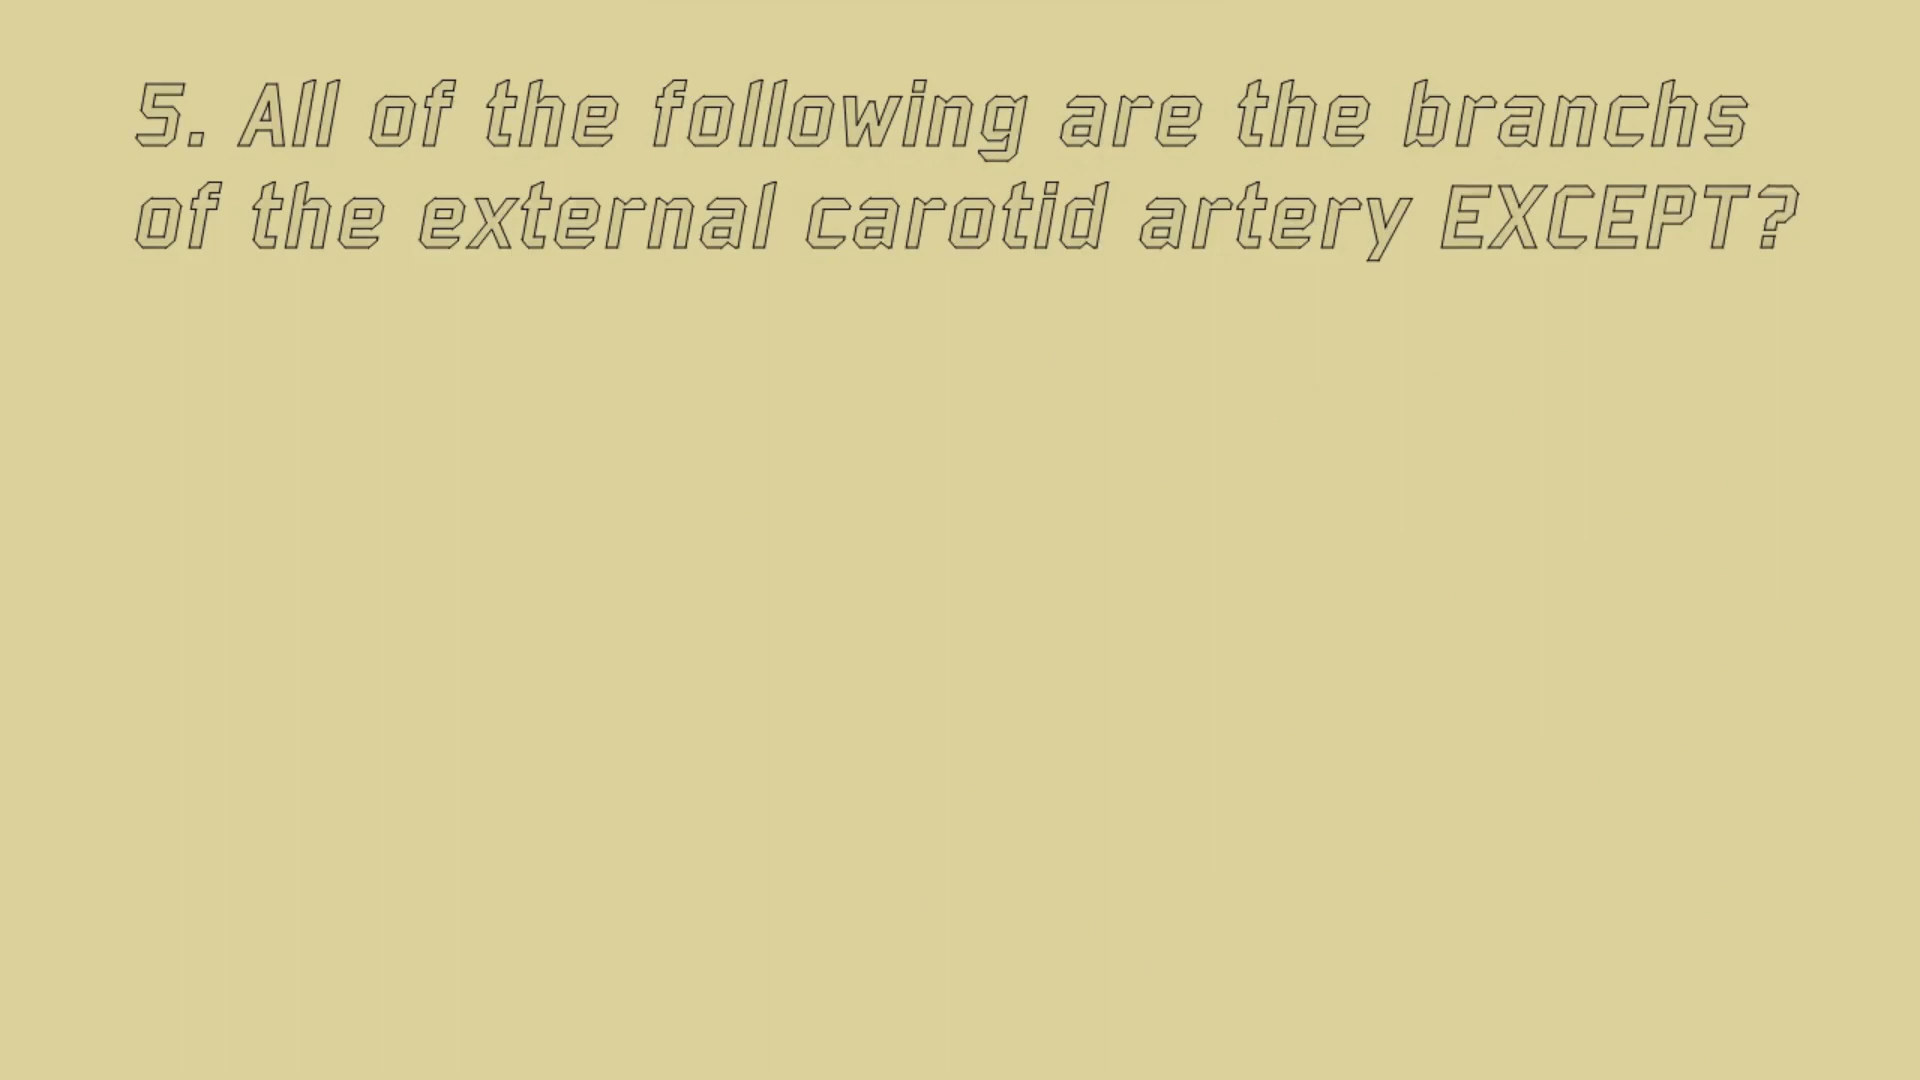 5. All of the following are the branchs
of the external carotid artery EXCEPT?